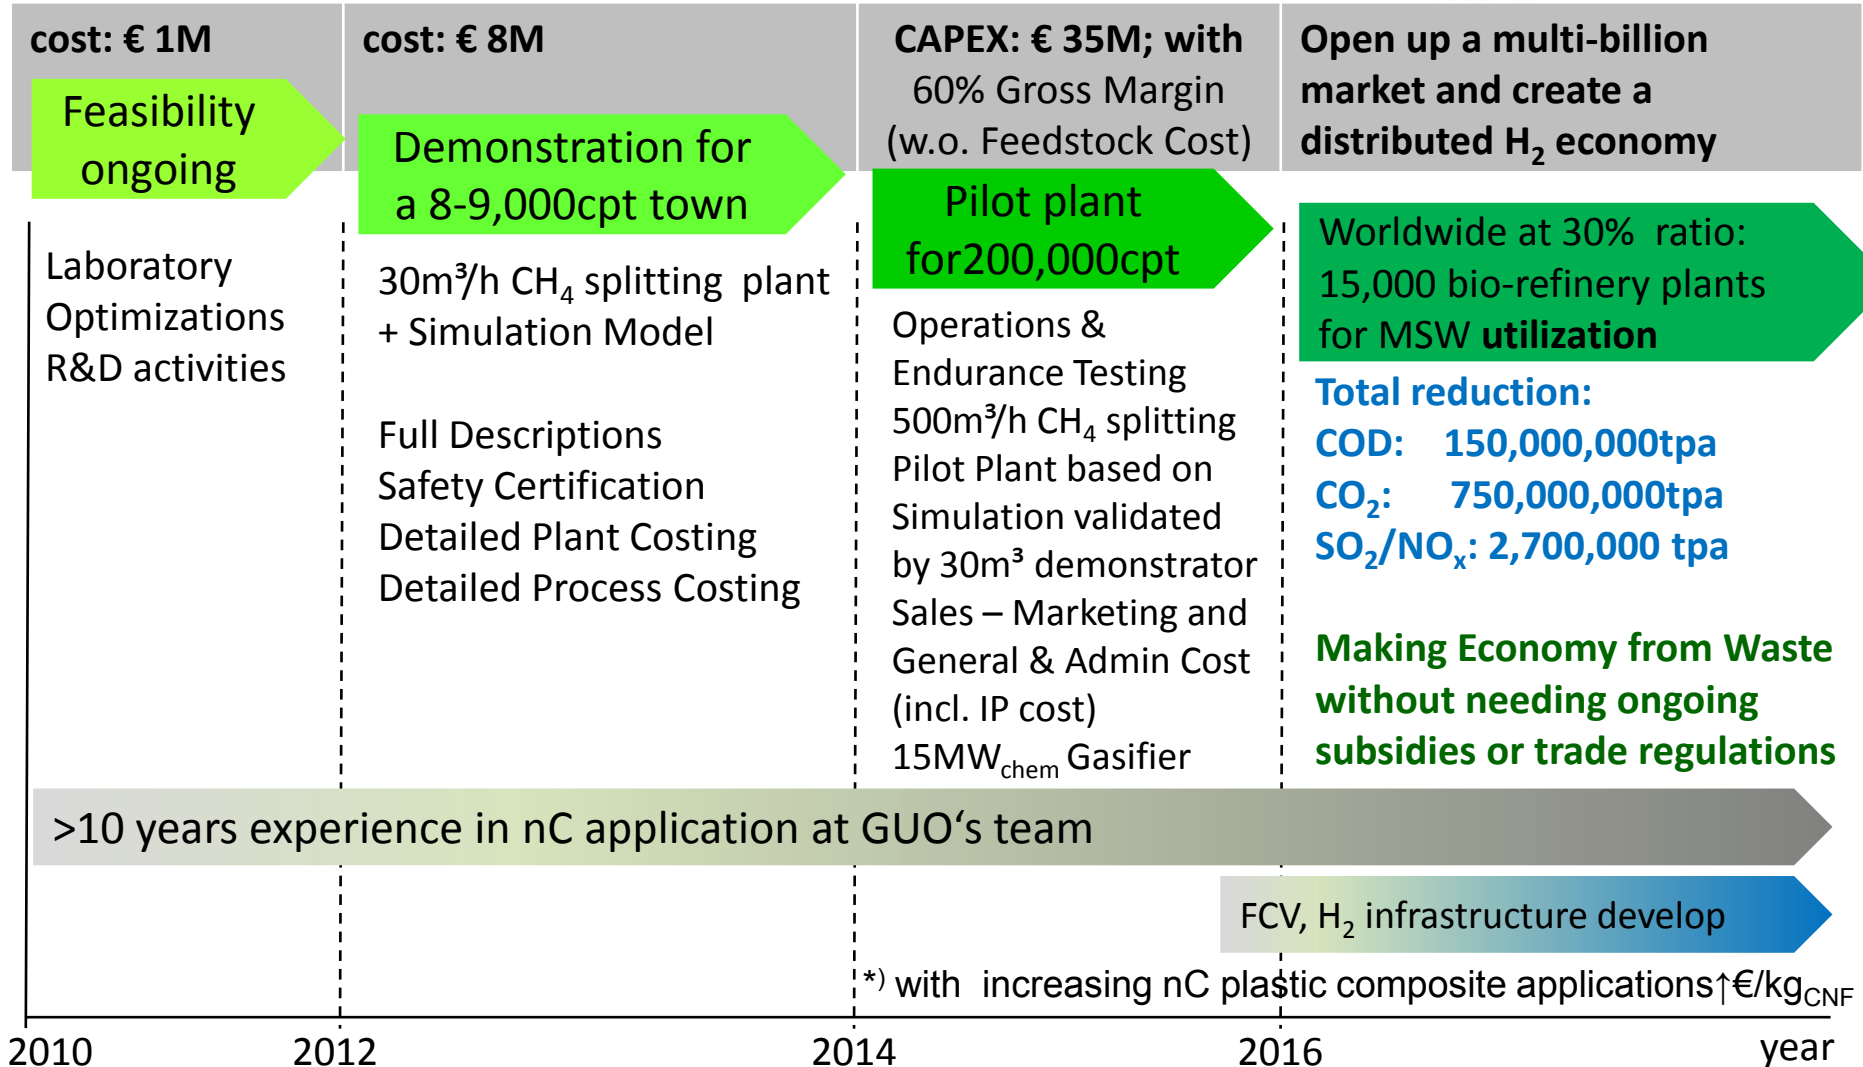 cost: € 1M
Feasibility
ongoing
Laboratory
Optimizations
R&D activities
cost: € 8M
Demonstration for
a 8-9,000cpt town
30m³/h CH₄ splitting plant
+ Simulation Model
Full Descriptions
Safety Certification
Detailed Plant Costing
Detailed Process Costing
CAPEX: € 35M; with
60% Gross Margin
(w.o. Feedstock Cost)
Pilot plant
for200,000cpt
Operations &
Endurance Testing
500m³/h CH₄ splitting
Pilot Plant based on
Simulation validated
by 30m³ demonstrator
Sales – Marketing and
General & Admin Cost
(incl. IP cost)
15MWchem Gasifier
Open up a multi-billion
market and create a
distributed H₂ economy
Worldwide at 30% ratio:
15,000 bio-refinery plants
for MSW utilization
Total reduction:
COD: 150,000,000tpa
CO₂: 750,000,000tpa
SO₂/NOx: 2,700,000 tpa
Making Economy from Waste
without needing ongoing
subsidies or trade regulations
>10 years experience in nC application at GUO‘s team
FCV, H₂ infrastructure develop
*) with increasing nC plastic composite applications↑€/kgCNF
2010 2012 2014 2016 year